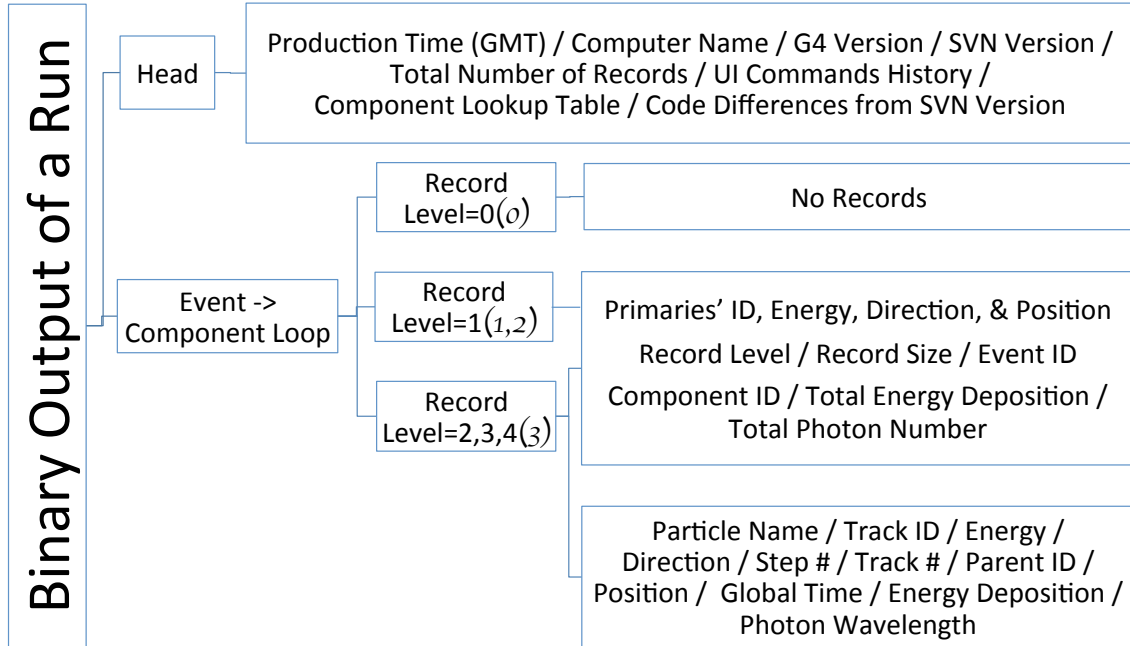 Binary Output of a Run
Head
Production Time (GMT) / Computer Name / G4 Version / SVN Version /
Total Number of Records / UI Commands History /
Component Lookup Table / Code Differences from SVN Version
Event ->
Component Loop
Record
Level=0(0)
No Records
Record
Level=1(1,2)
Primaries’ ID, Energy, Direction, & Position
Record Level / Record Size / Event ID
Component ID / Total Energy Deposition /
Total Photon Number
Record
Level=2,3,4(3)
Particle Name / Track ID / Energy /
Direction / Step # / Track # / Parent ID /
Position / Global Time / Energy Deposition /
Photon Wavelength